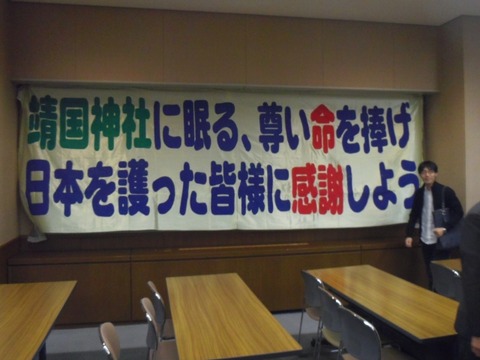 靖国神社に眠る、尊い命を捧げ
日本を護った皆様に感謝しよう